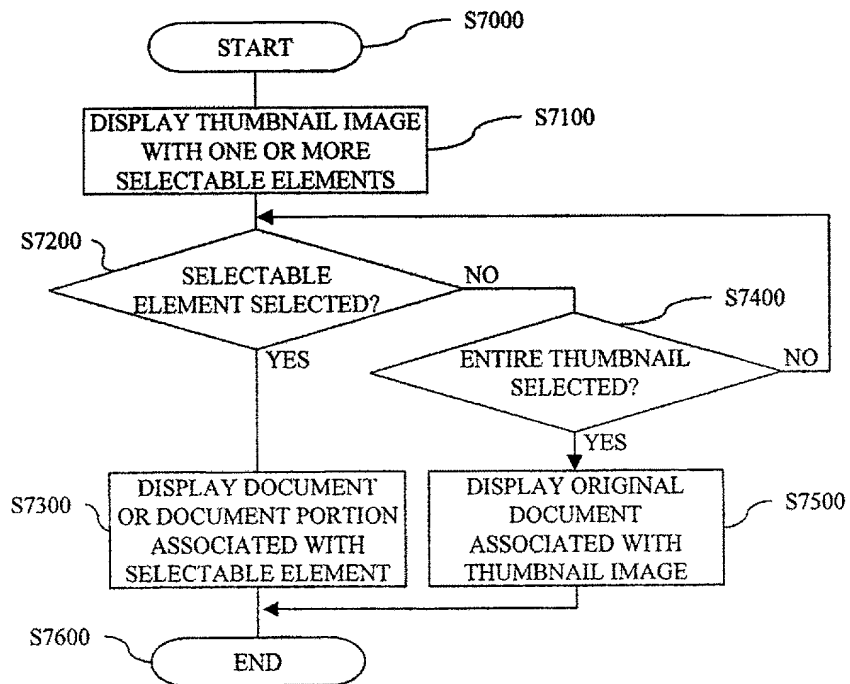 START
S7000
DISPLAY THUMBNAIL IMAGE
WITH ONE OR MORE
SELECTABLE ELEMENTS
S7100
S7200
SELECTABLE
ELEMENT SELECTED?
NO
YES
S7400
ENTIRE THUMBNAIL
SELECTED?
NO
YES
S7300
DISPLAY DOCUMENT
OR DOCUMENT PORTION
ASSOCIATED WITH
SELECTABLE ELEMENT
DISPLAY ORIGINAL
DOCUMENT
ASSOCIATED WITH
THUMBNAIL IMAGE
S7500
S7600
END